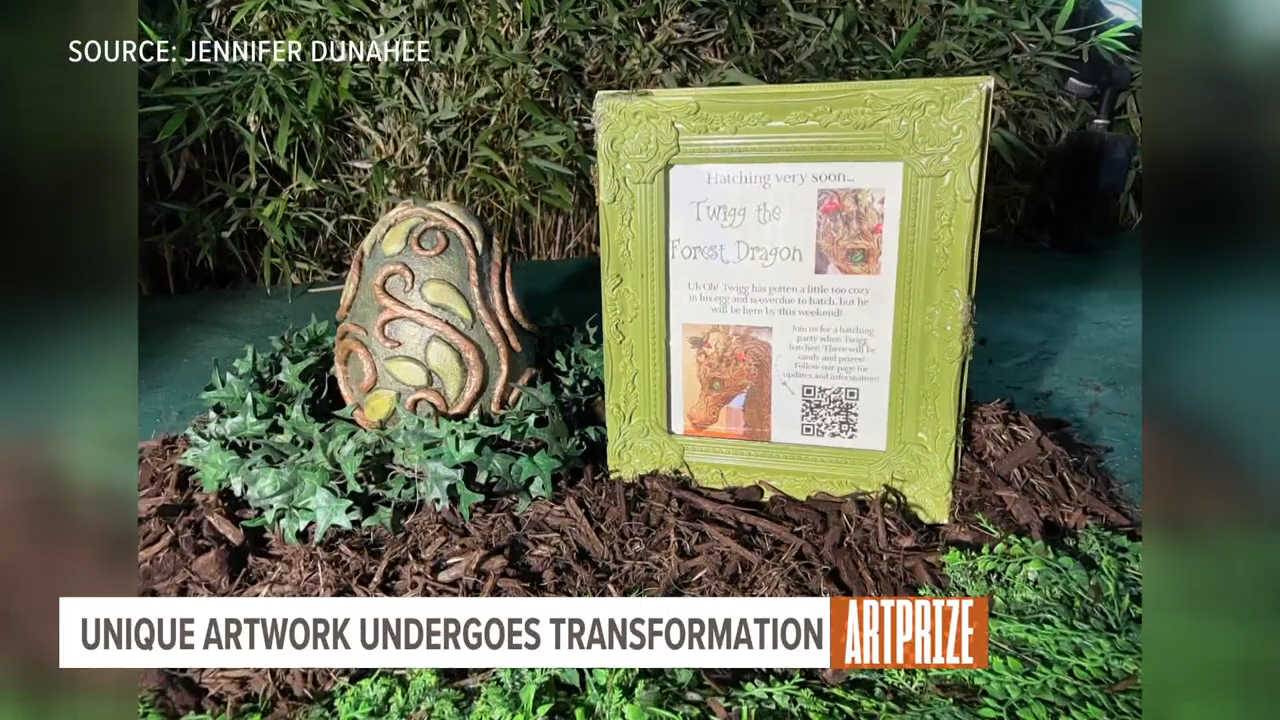 SOURCE: JENNIFER DUNAHEE
Hatching very soon...
Twigg the
Forest Dragon
Uh Oh! Twigg has gotten a little too cozy
in his egg and is overdue to hatch, but he
will be here by this weekend!
Join us for a hatching
party when Twigg
hatches! There will be
candy and prizes!
Follow our page for
updates and information!
UNIQUE ARTWORK UNDERGOES TRANSFORMATION
ARTPRIZE